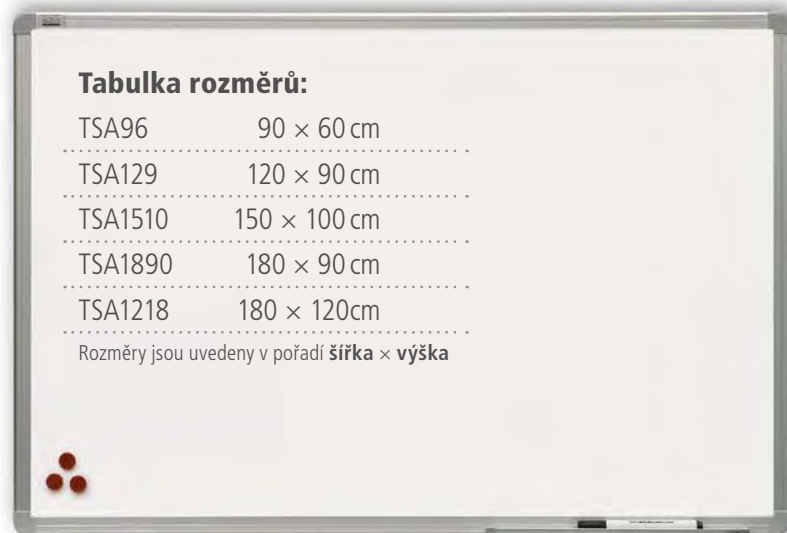 Tabulka rozměrů:
TSA96 90 × 60 cm
TSA129 120 × 90 cm
TSA1510 150 × 100 cm
TSA1890 180 × 90 cm
TSA1218 180 × 120cm
Rozměry jsou uvedeny v pořadí šířka × výška